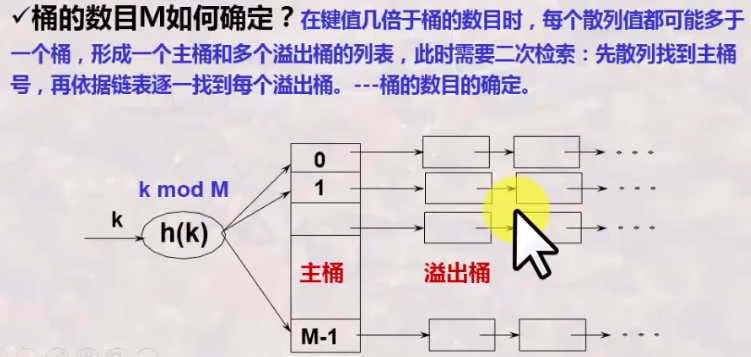 ✓桶的数目M如何确定？在键值几倍于桶的数目时，每个散列值都可能多于
一个桶，形成一个主桶和多个溢出桶的列表，此时需要二次检索：先散列找到主桶
号，再依据链表逐一找到每个溢出桶。---桶的数目的确定。
0
k mod M
1
k
h(k)
主桶
溢出桶
M-1